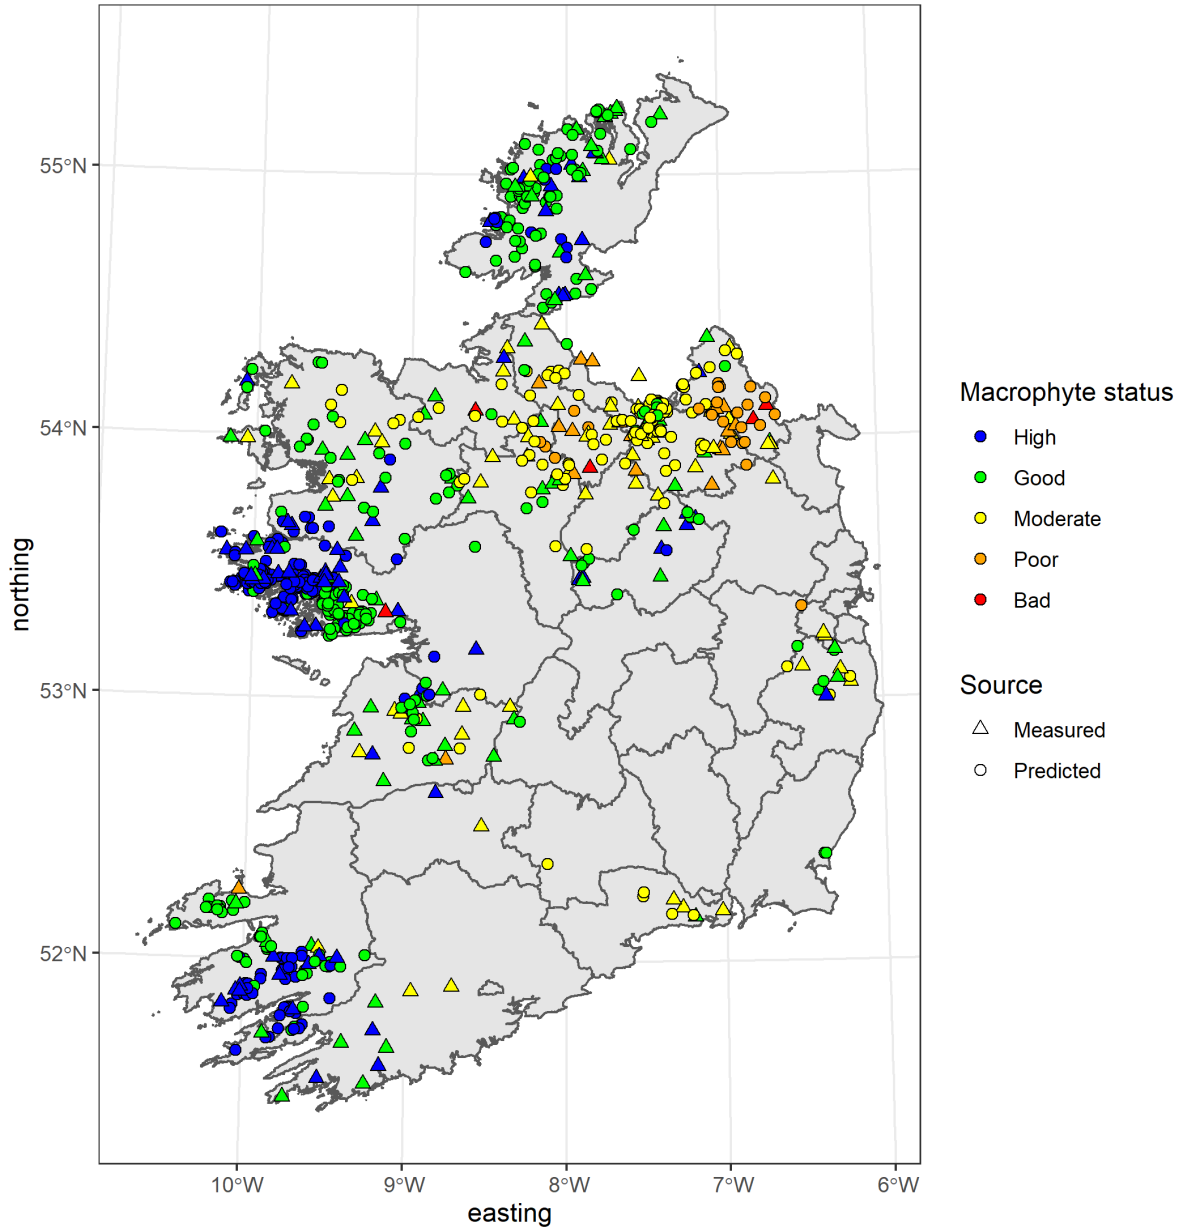 55°N
54°N
53°N
52°N
northing
10°W 9°W 8°W 7°W 6°W
easting
Macrophyte status
High
Good
Moderate
Poor
Bad
Source
Measured
Predicted